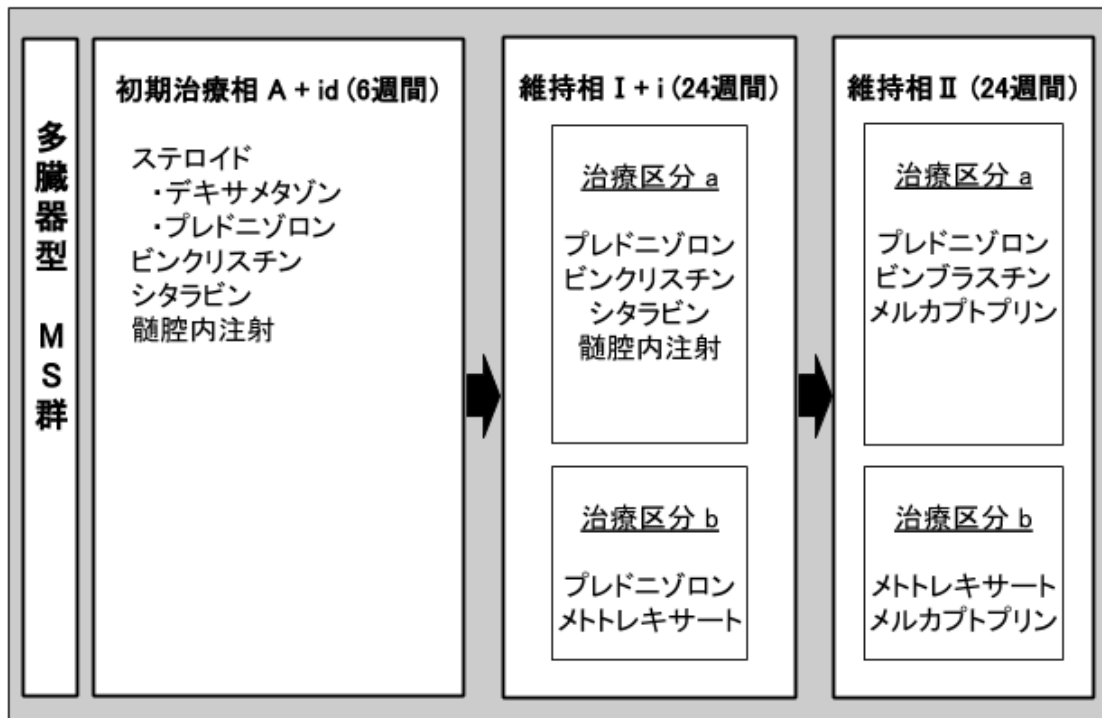 多臓器型 MS群
初期治療相 A + id (6週間)
ステロイド
・デキサメタゾン
・プレドニゾロン
ビンクリスチン
シタラビン
髄腔内注射
維持相 I + i (24週間)
治療区分 a
プレドニゾロン
ビンクリスチン
シタラビン
髄腔内注射
治療区分 b
プレドニゾロン
メトトレキサート
維持相 Ⅱ (24週間)
治療区分 a
プレドニゾロン
ビンブラスチン
メルカプトプリン
治療区分 b
メトトレキサート
メルカプトプリン